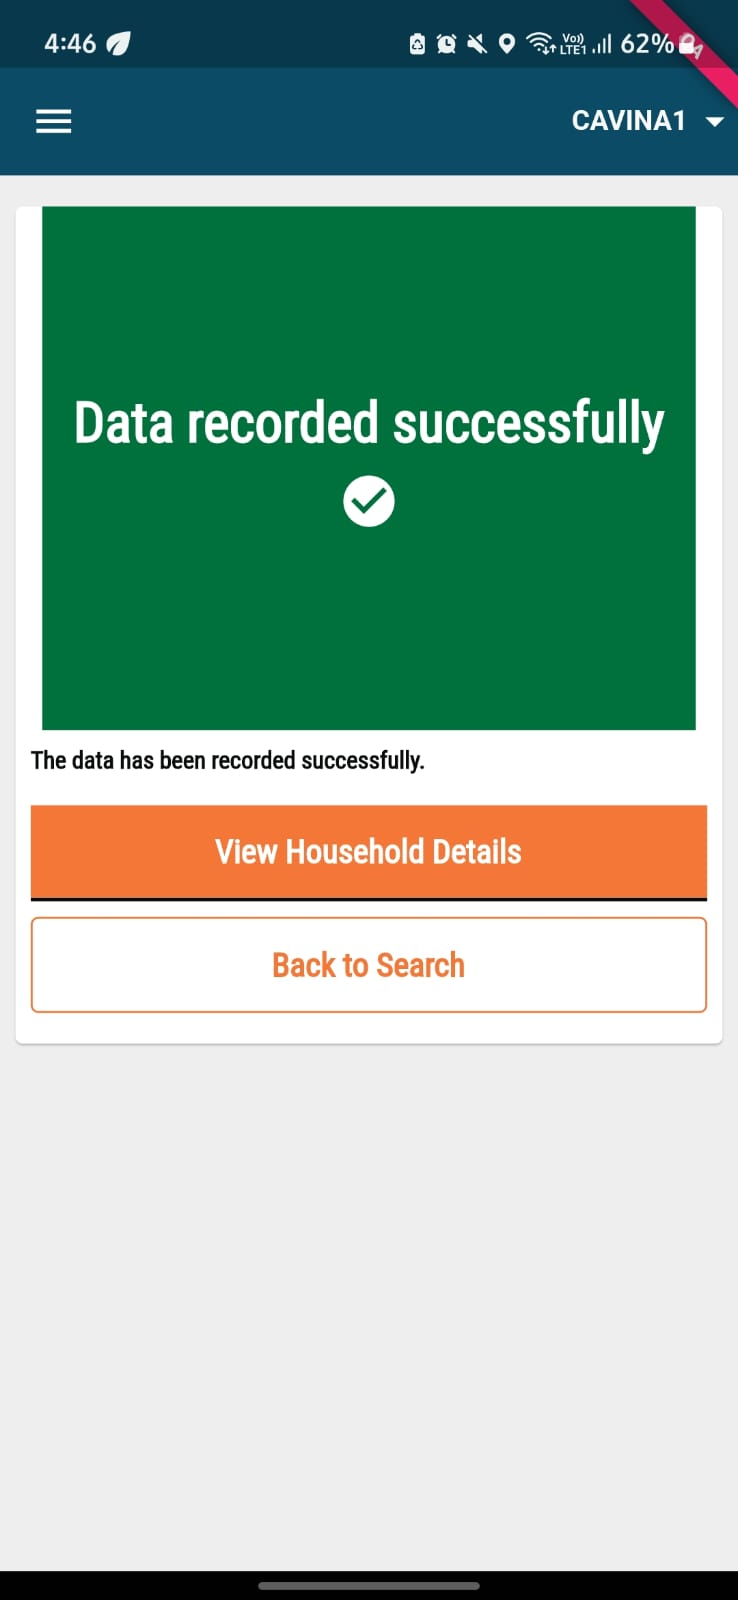 4:46
Vo)) LTE1 62%
CAVINA1
Data recorded successfully
The data has been recorded successfully.
View Household Details
Back to Search